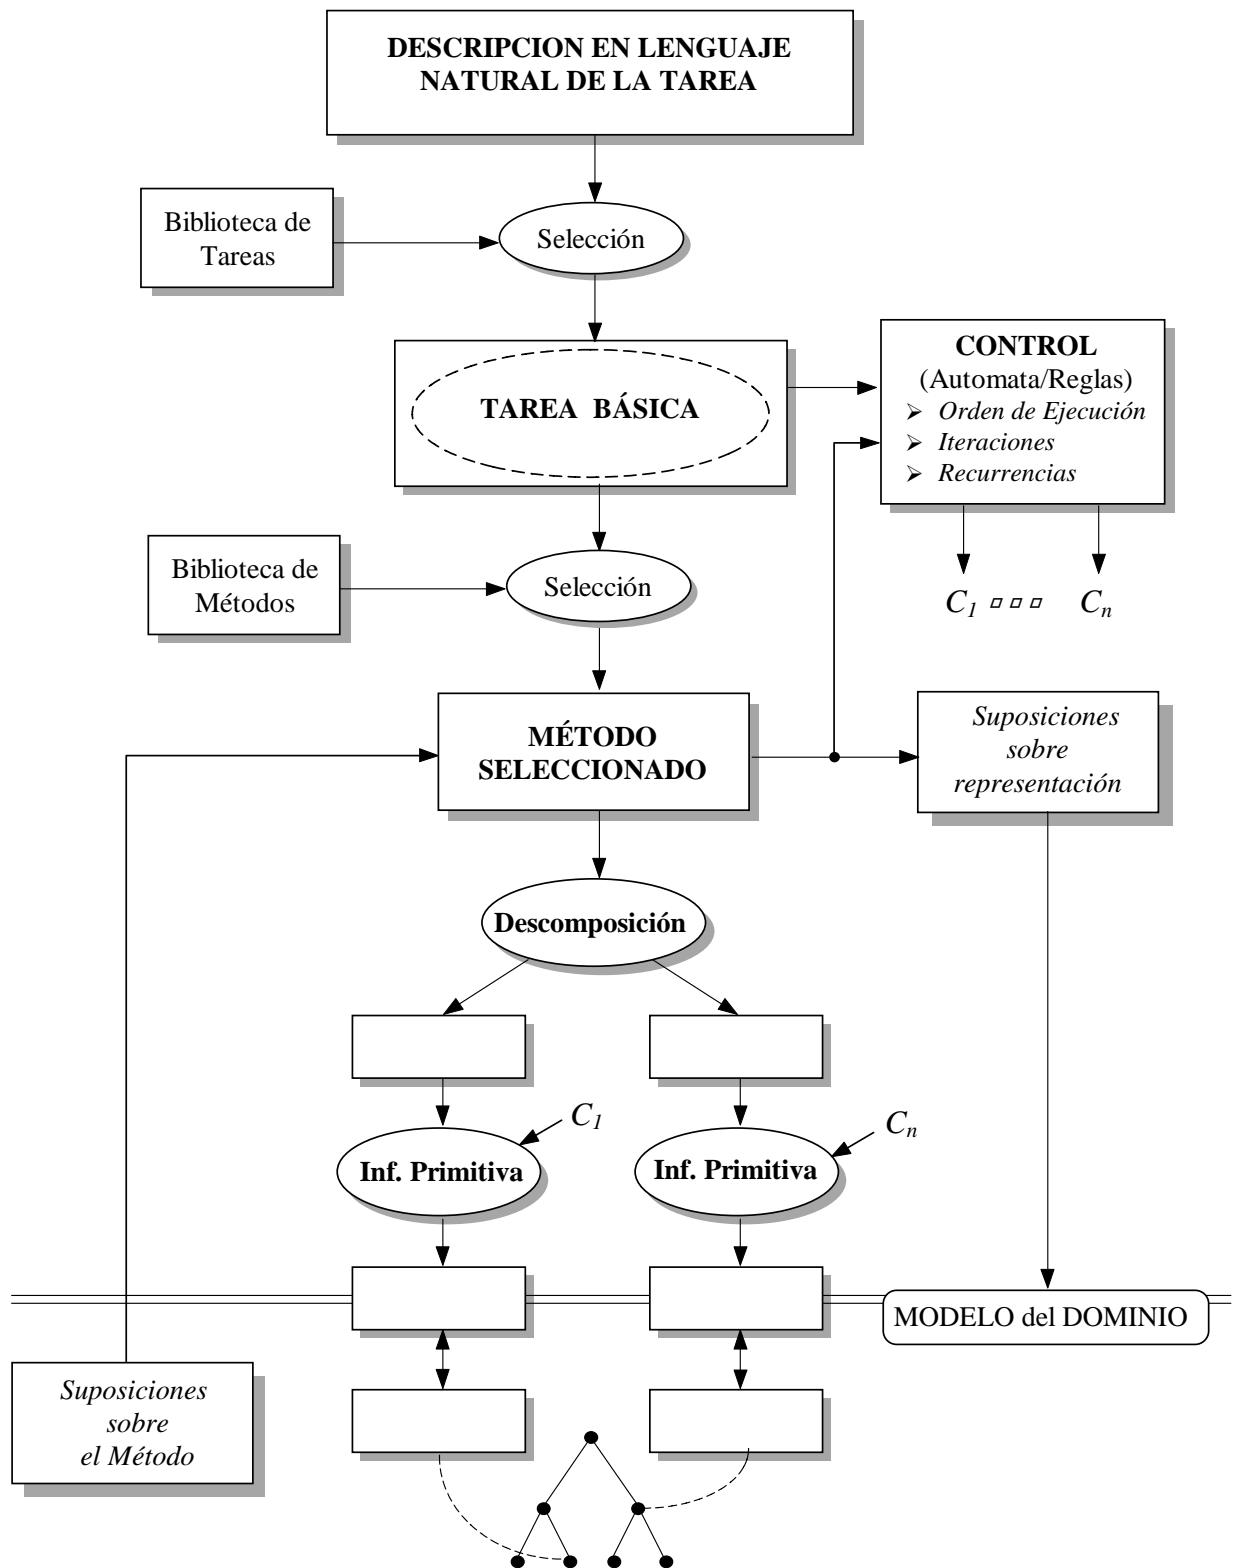 DESCRIPCION EN LENGUAJE
NATURAL DE LA TAREA
Biblioteca de
Tareas
Selección
CONTROL
(Automata/Reglas)
➢ Orden de Ejecución
➢ Iteraciones
➢ Recurrencias
TAREA BÁSICA
Biblioteca de
Métodos
Selección
C1 ▫▫▫ Cn
MÉTODO
SELECCIONADO
Suposiciones
sobre
representación
Descomposición
C1
Cn
Inf. Primitiva
Inf. Primitiva
MODELO del DOMINIO
Suposiciones
sobre
el Método